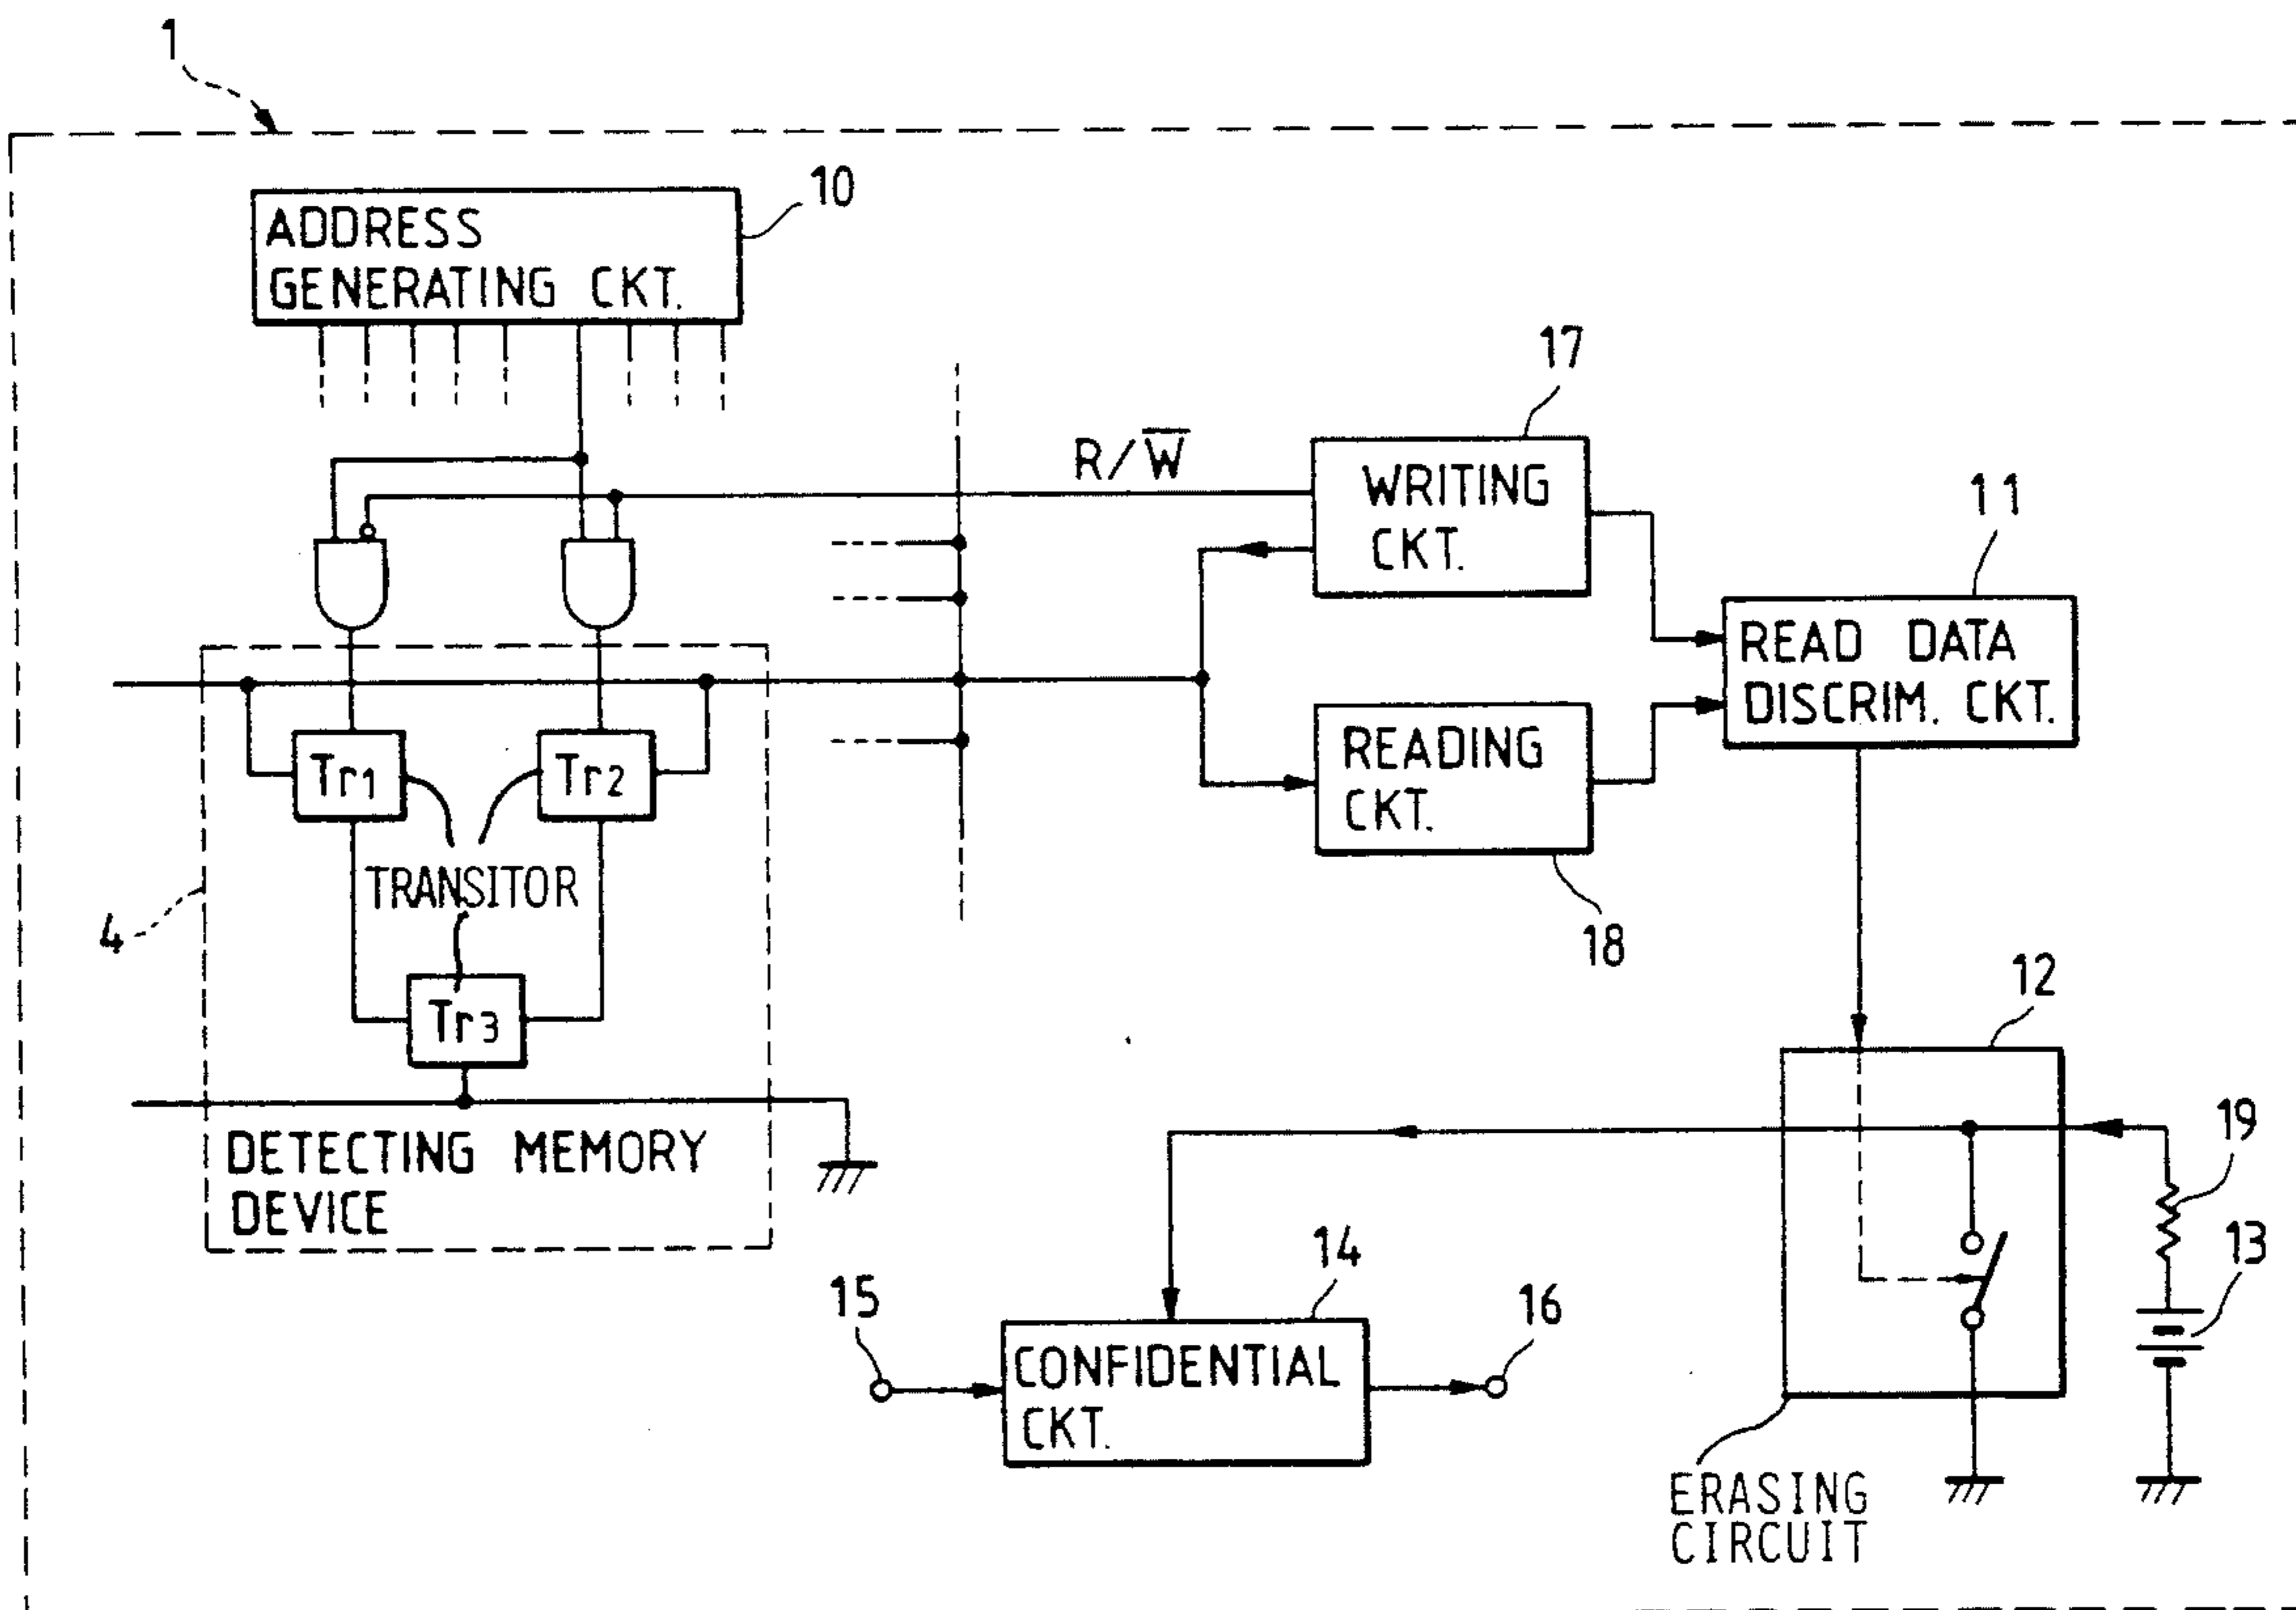 1
10
ADDRESS
GENERATING CKT.
17
R/W̅
WRITING
CKT.
11
READ DATA
DISCRIM. CKT.
Tr1
Tr2
READING
CKT.
TRANSITOR
4
18
Tr3
12
19
DETECTING MEMORY
DEVICE
14
13
15
16
CONFIDENTIAL
CKT.
ERASING
CIRCUIT